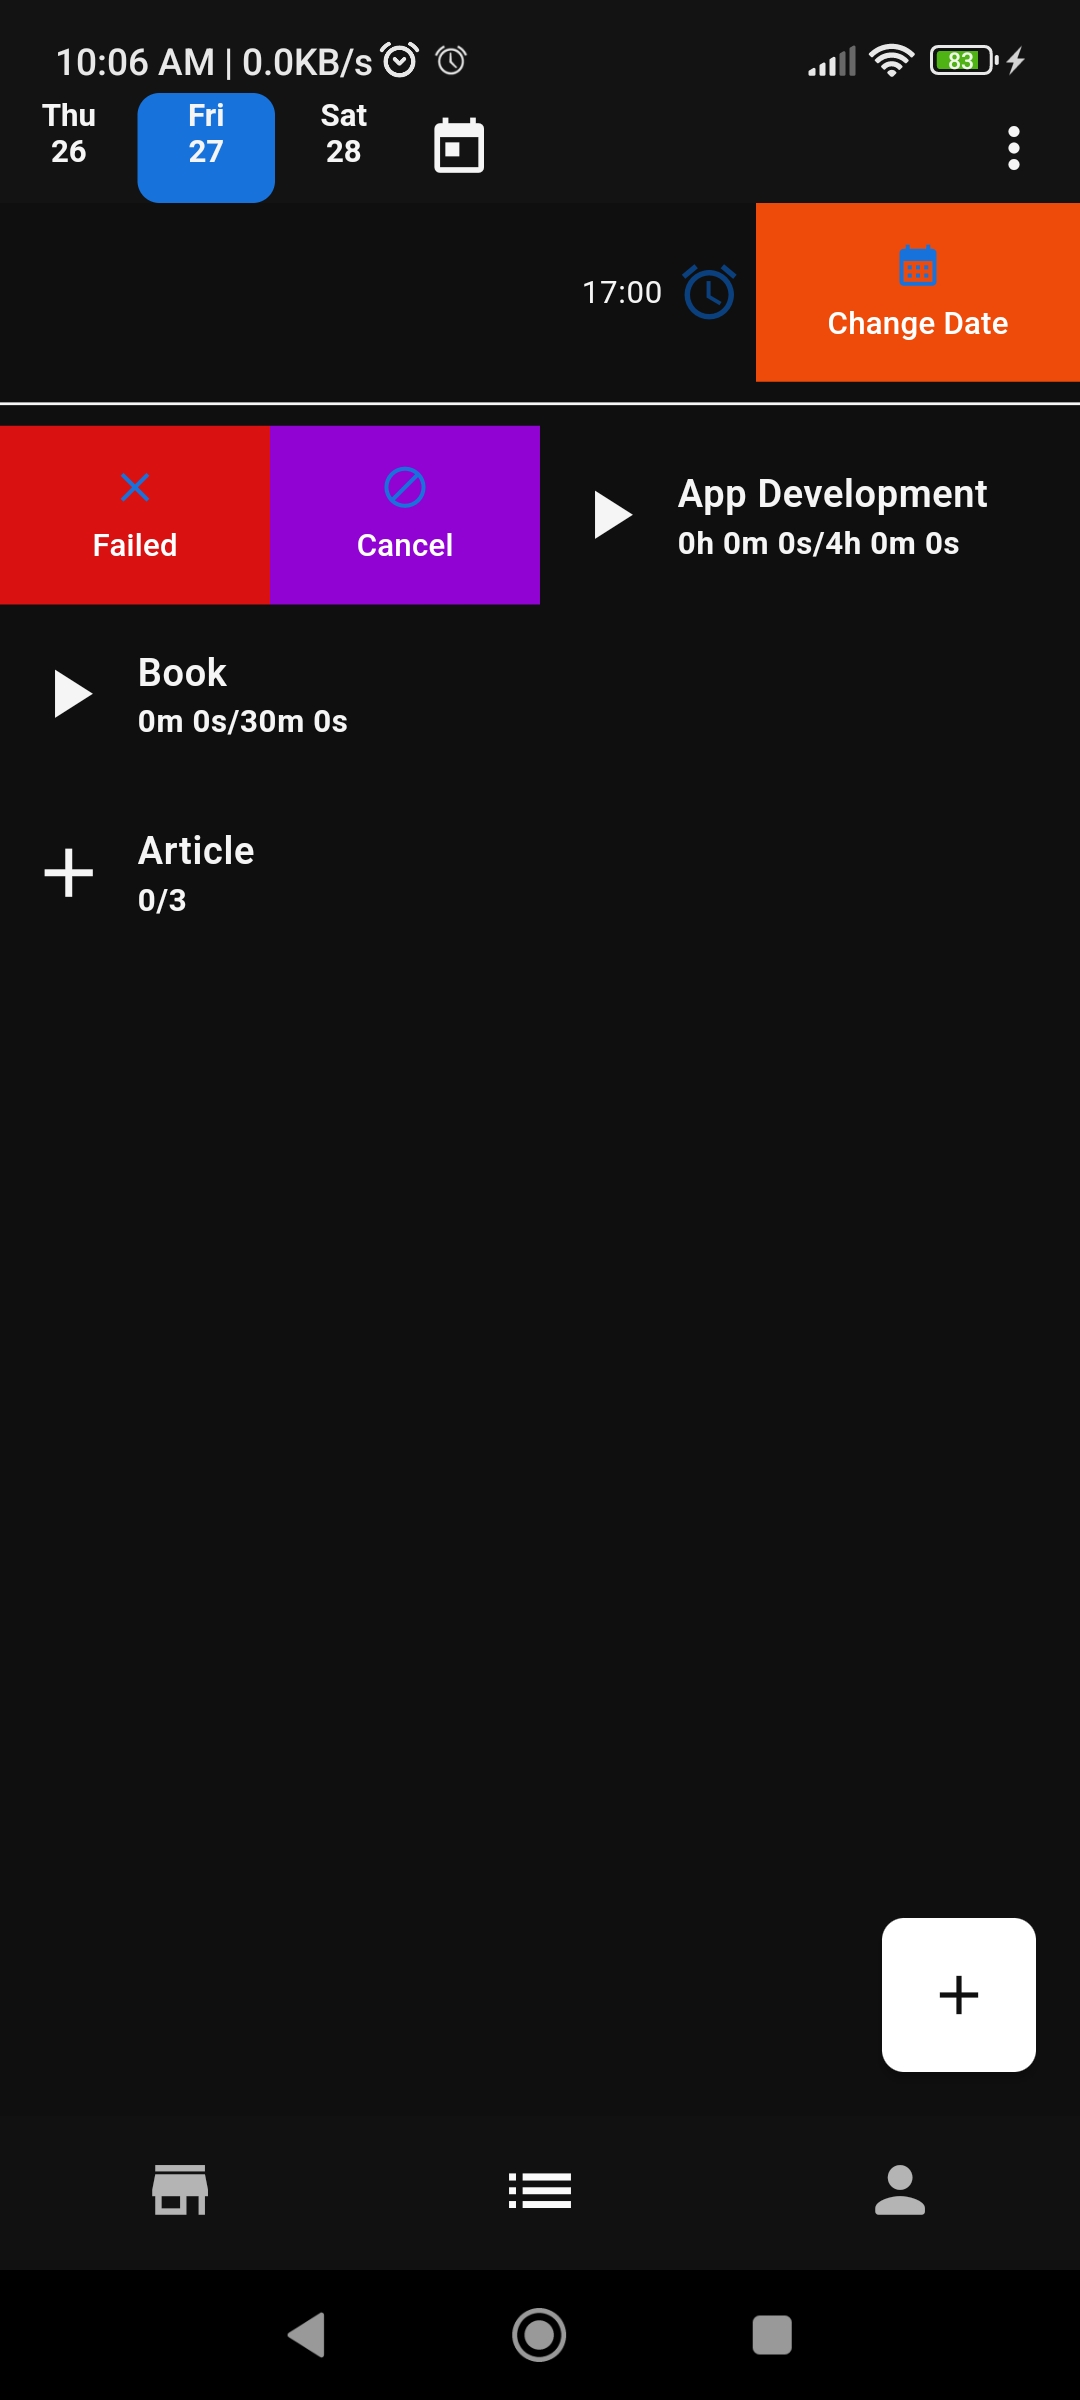 10:06 AM | 0.0KB/s
83
Thu
26
Fri
27
Sat
28
17:00
Change Date
Failed
Cancel
App Development
0h 0m 0s/4h 0m 0s
Book
0m 0s/30m 0s
Article
0/3